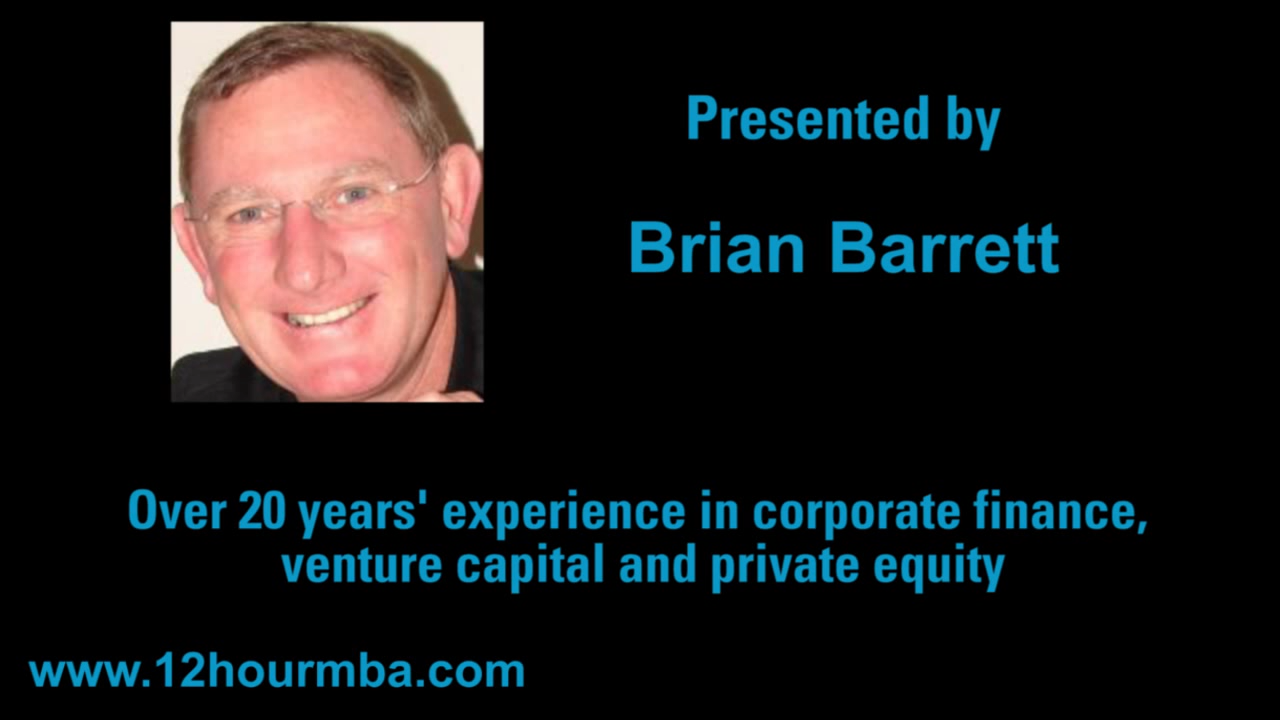 Presented by
Brian Barrett
Over 20 years' experience in corporate finance,
venture capital and private equity
www.12hourmba.com